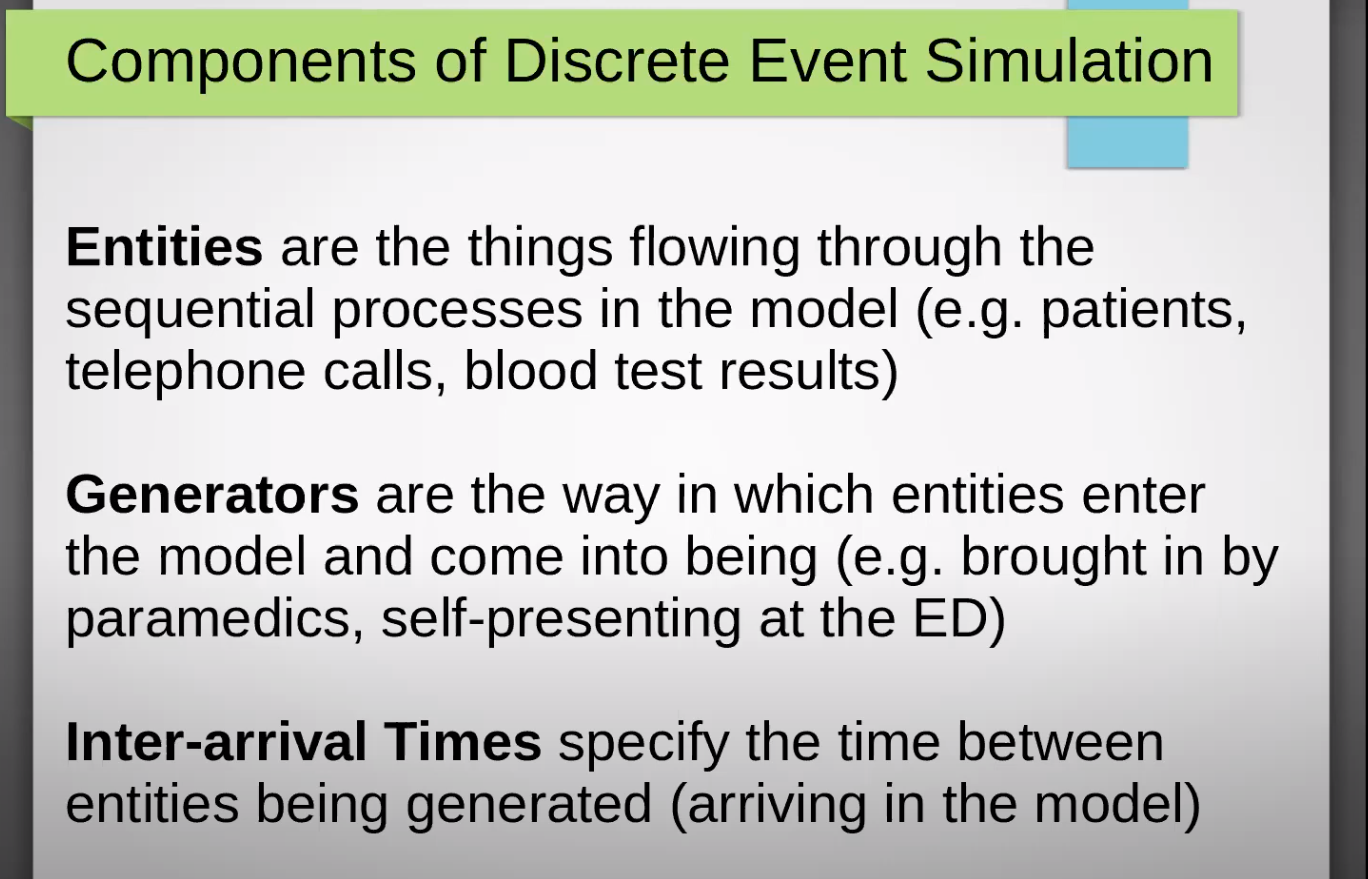 Components of Discrete Event Simulation
Entities are the things flowing through the
sequential processes in the model (e.g. patients,
telephone calls, blood test results)
Generators are the way in which entities enter
the model and come into being (e.g. brought in by
paramedics, self-presenting at the ED)
Inter-arrival Times specify the time between
entities being generated (arriving in the model)